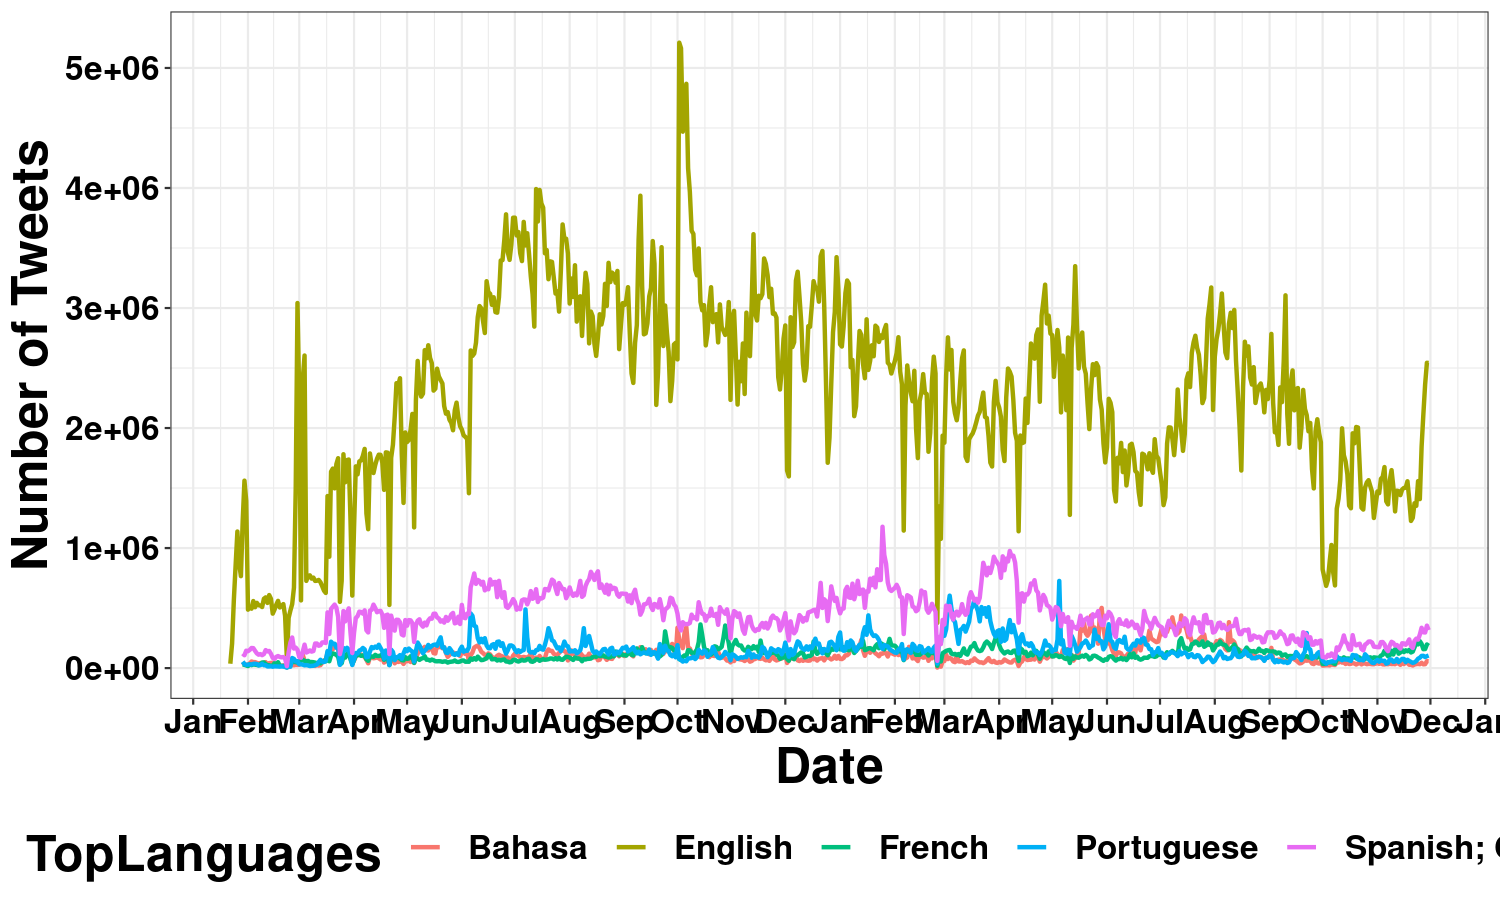 Number of Tweets
5e+06
4e+06
3e+06
2e+06
1e+06
0e+00
Jan Feb Mar Apr May Jun Jul Aug Sep Oct Nov Dec Jan Feb Mar Apr May Jun Jul Aug Sep Oct Nov Dec Jan
Date
TopLanguages Bahasa English French Portuguese Spanish;